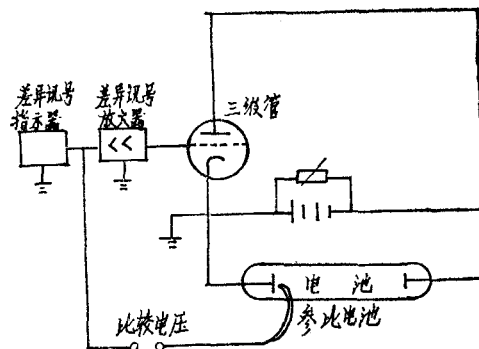 差异讯号
指示器
差异讯号
放大器
<<
三级管
电 池
参比电池
比较电压